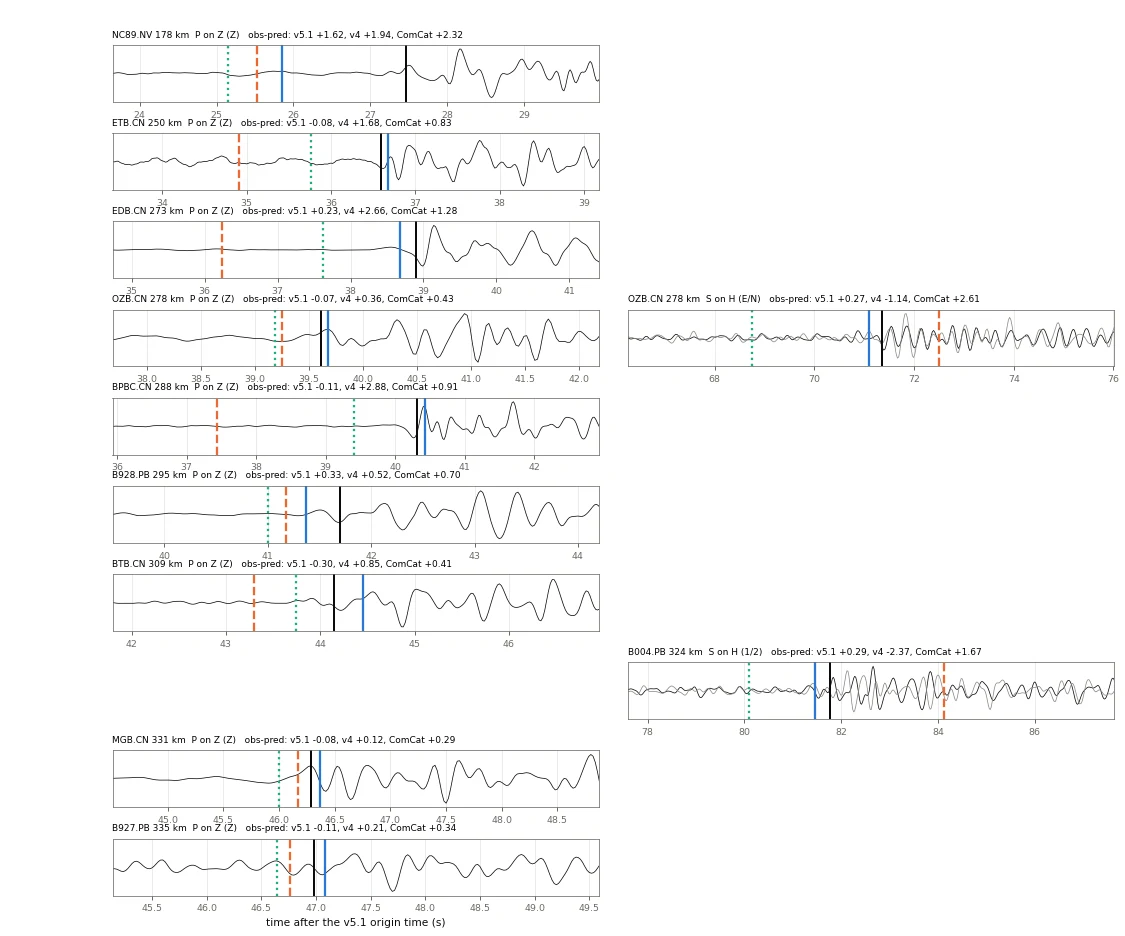 NC89.NV 178 km  P on Z (Z)   obs-pred: v5.1 +1.62, v4 +1.94, ComCat +2.32
24 25 26 27 28 29
ETB.CN 250 km  P on Z (Z)   obs-pred: v5.1 -0.08, v4 +1.68, ComCat +0.83
34 35 36 37 38 39
EDB.CN 273 km  P on Z (Z)   obs-pred: v5.1 +0.23, v4 +2.66, ComCat +1.28
35 36 37 38 39 40 41
OZB.CN 278 km  P on Z (Z)   obs-pred: v5.1 -0.07, v4 +0.36, ComCat +0.43
38.0 38.5 39.0 39.5 40.0 40.5 41.0 41.5 42.0
OZB.CN 278 km  S on H (E/N)   obs-pred: v5.1 +0.27, v4 -1.14, ComCat +2.61
68 70 72 74 76
BPBC.CN 288 km  P on Z (Z)   obs-pred: v5.1 -0.11, v4 +2.88, ComCat +0.91
36 37 38 39 40 41 42
B928.PB 295 km  P on Z (Z)   obs-pred: v5.1 +0.33, v4 +0.52, ComCat +0.70
40 41 42 43 44
BTB.CN 309 km  P on Z (Z)   obs-pred: v5.1 -0.30, v4 +0.85, ComCat +0.41
42 43 44 45 46
B004.PB 324 km  S on H (1/2)   obs-pred: v5.1 +0.29, v4 -2.37, ComCat +1.67
78 80 82 84 86
MGB.CN 331 km  P on Z (Z)   obs-pred: v5.1 -0.08, v4 +0.12, ComCat +0.29
45.0 45.5 46.0 46.5 47.0 47.5 48.0 48.5
B927.PB 335 km  P on Z (Z)   obs-pred: v5.1 -0.11, v4 +0.21, ComCat +0.34
45.5 46.0 46.5 47.0 47.5 48.0 48.5 49.0 49.5
time after the v5.1 origin time (s)